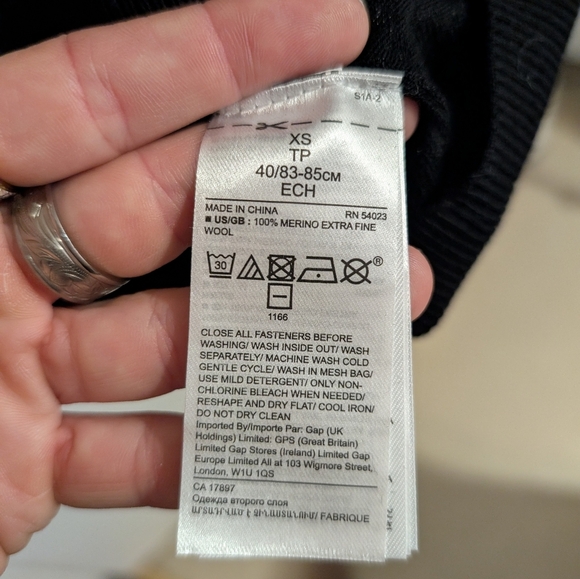 S1A-2
XS
TP
40/83-85см
ECH
MADE IN CHINA RN 54023
■ US/GB : 100% MERINO EXTRA FINE
WOOL
30
®
1166
CLOSE ALL FASTENERS BEFORE
WASHING/ WASH INSIDE OUT/ WASH
SEPARATELY/ MACHINE WASH COLD
GENTLE CYCLE/ WASH IN MESH BAG/
USE MILD DETERGENT/ ONLY NON-
CHLORINE BLEACH WHEN NEEDED/
RESHAPE AND DRY FLAT/ COOL IRON/
DO NOT DRY CLEAN
Imported By/Importe Par: Gap (UK
Holdings) Limited: GPS (Great Britain)
Limited Gap Stores (Ireland) Limited Gap
Europe Limited All at 103 Wigmore Street,
London, W1U 1QS
CA 17897
Одежда второго слоя
ԱՐՏԱԴՐՎԱԾ Է ՉԻՆԱՍՏԱՆՈՒՄ/ FABRIQUE